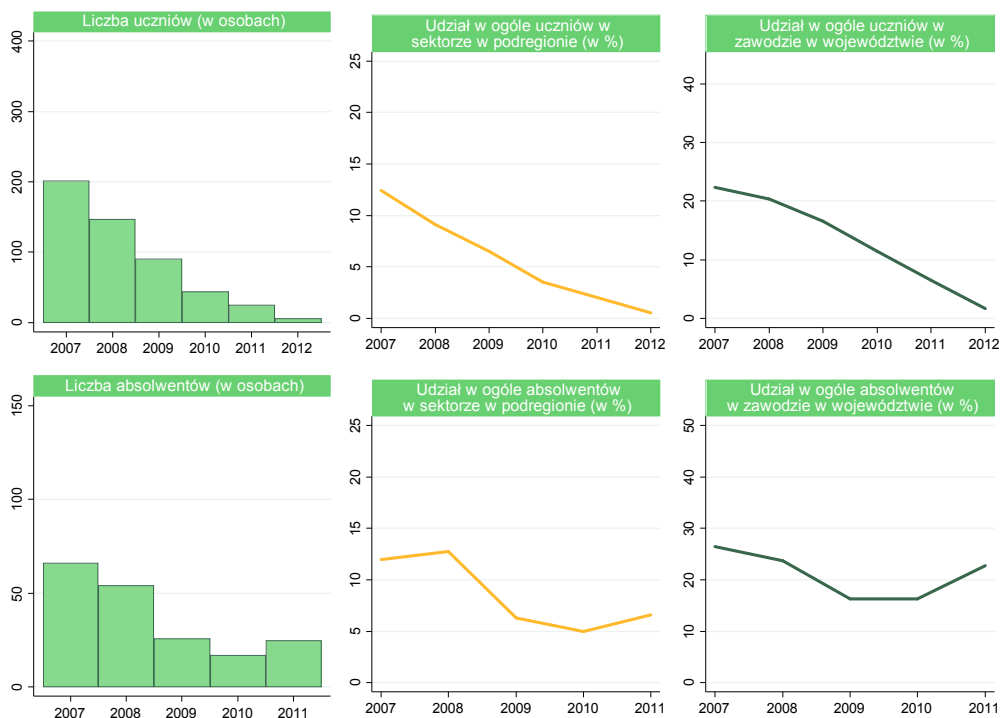 Liczba uczniów (w osobach)
400
300
200
100
0
2007 2008 2009 2010 2011 2012
Udział w ogóle uczniów w
sektorze w podregionie (w %)
25
20
15
10
5
0
2007 2008 2009 2010 2011 2012
Udział w ogóle uczniów w
zawodzie w województwie (w %)
40
30
20
10
0
2007 2008 2009 2010 2011 2012
Liczba absolwentów (w osobach)
150
100
50
0
2007 2008 2009 2010 2011
Udział w ogóle absolwentów
w sektorze w podregionie (w %)
25
20
15
10
5
0
2007 2008 2009 2010 2011
Udział w ogóle absolwentów
w zawodzie w województwie (w %)
50
40
30
20
10
0
2007 2008 2009 2010 2011